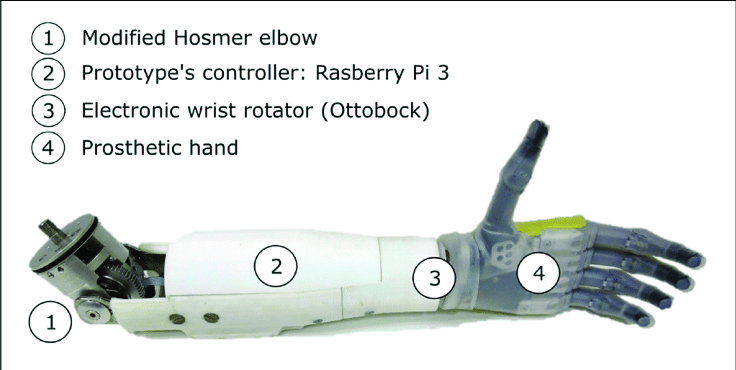 1 Modified Hosmer elbow
2 Prototype's controller: Rasberry Pi 3
3 Electronic wrist rotator (Ottobock)
4 Prosthetic hand
2
3
4
1